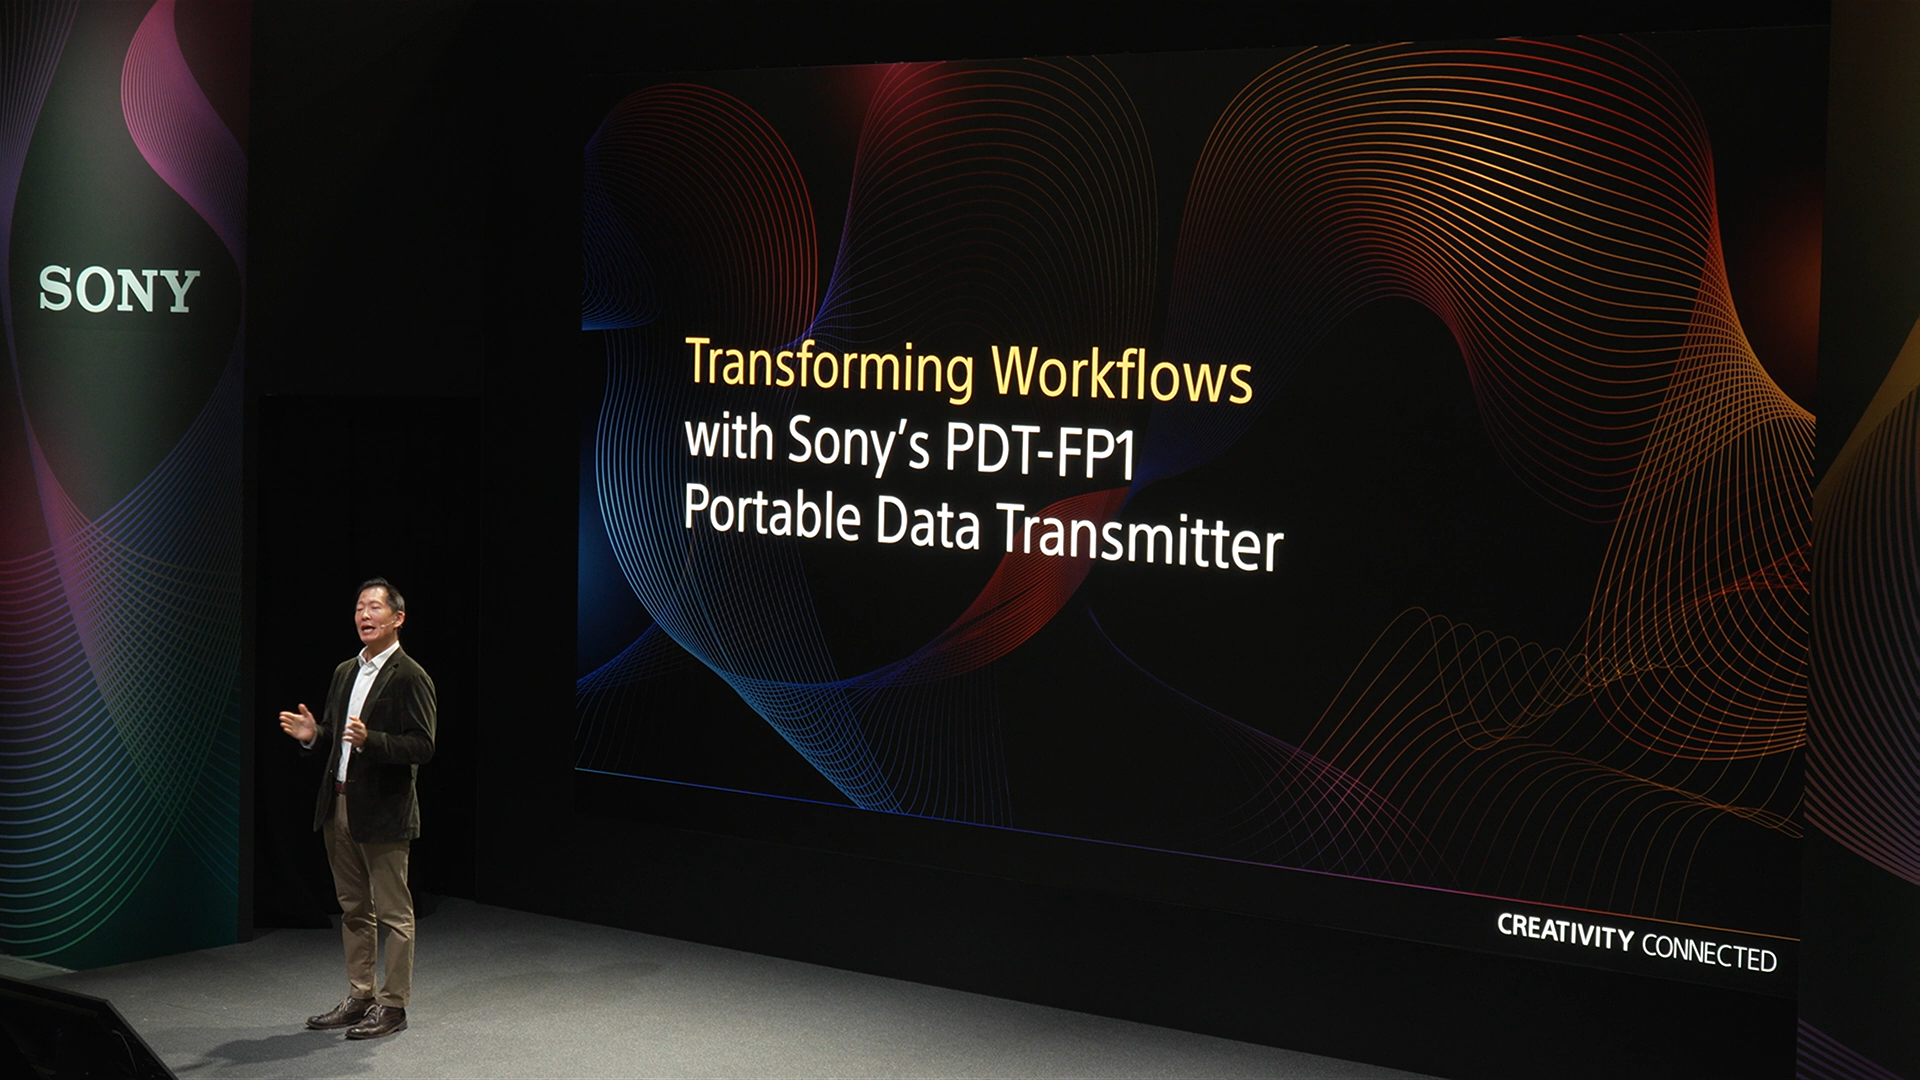 SONY
Transforming Workflows
with Sony’s PDT-FP1
Portable Data Transmitter
CREATIVITY CONNECTED